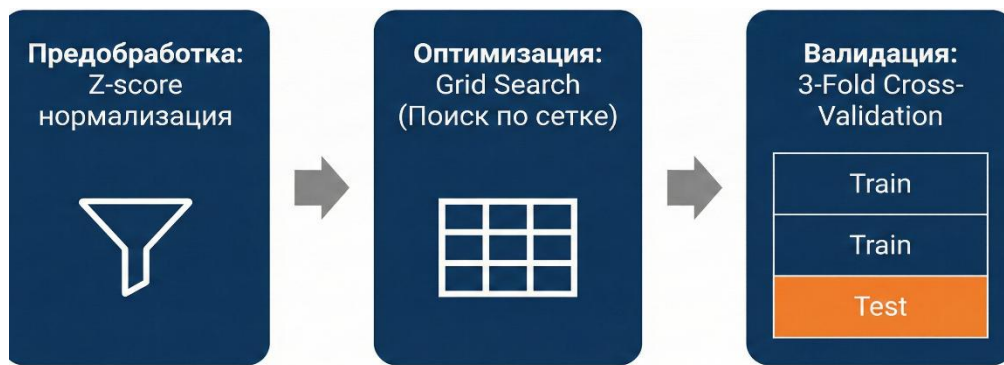 Предобработка:
Z-score
нормализация
Оптимизация:
Grid Search
(Поиск по сетке)
Валидация:
3-Fold Cross-
Validation
Train
Train
Test